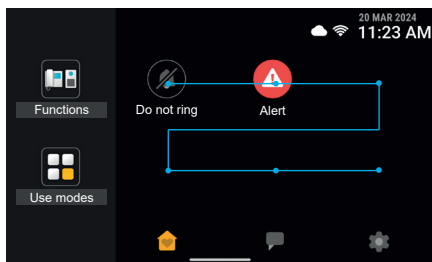 20 MAR 2024
11:23 AM
Functions
Do not ring
Alert
Use modes